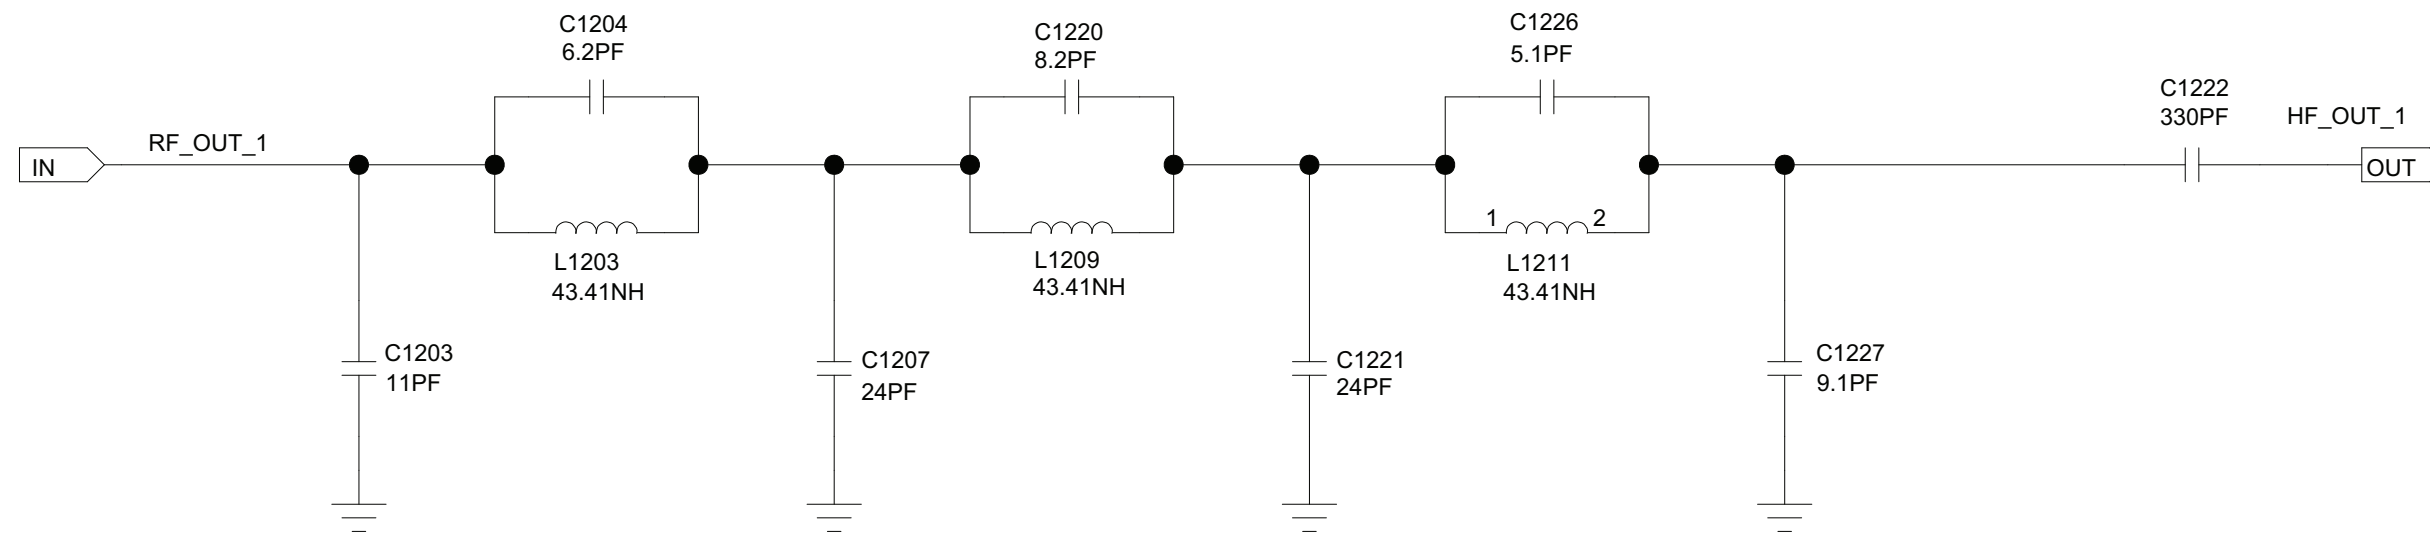 C1204
6.2PF
C1220
8.2PF
C1226
5.1PF
C1222
330PF
HF_OUT_1
RF_OUT_1
IN
OUT
1
2
L1203
43.41NH
L1209
43.41NH
L1211
43.41NH
C1203
11PF
C1207
24PF
C1221
24PF
C1227
9.1PF